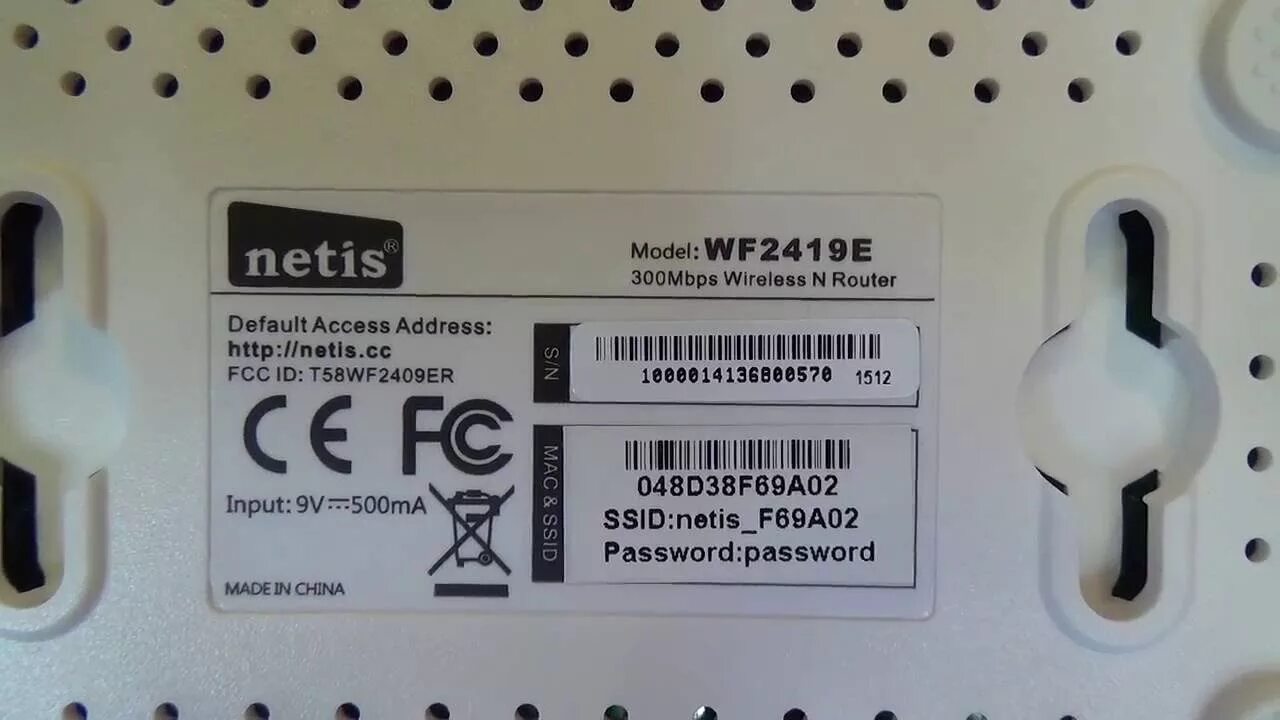 netis®
Model: WF2419E
300Mbps Wireless N Router
Default Access Address:
http://netis.cc
FCC ID: T58WF2409ER
CE FC
Input: 9V⎓500mA
MADE IN CHINA
S/N
1000014136800570 1512
MAC & SSID
048D38F69A02
SSID:netis_F69A02
Password:password